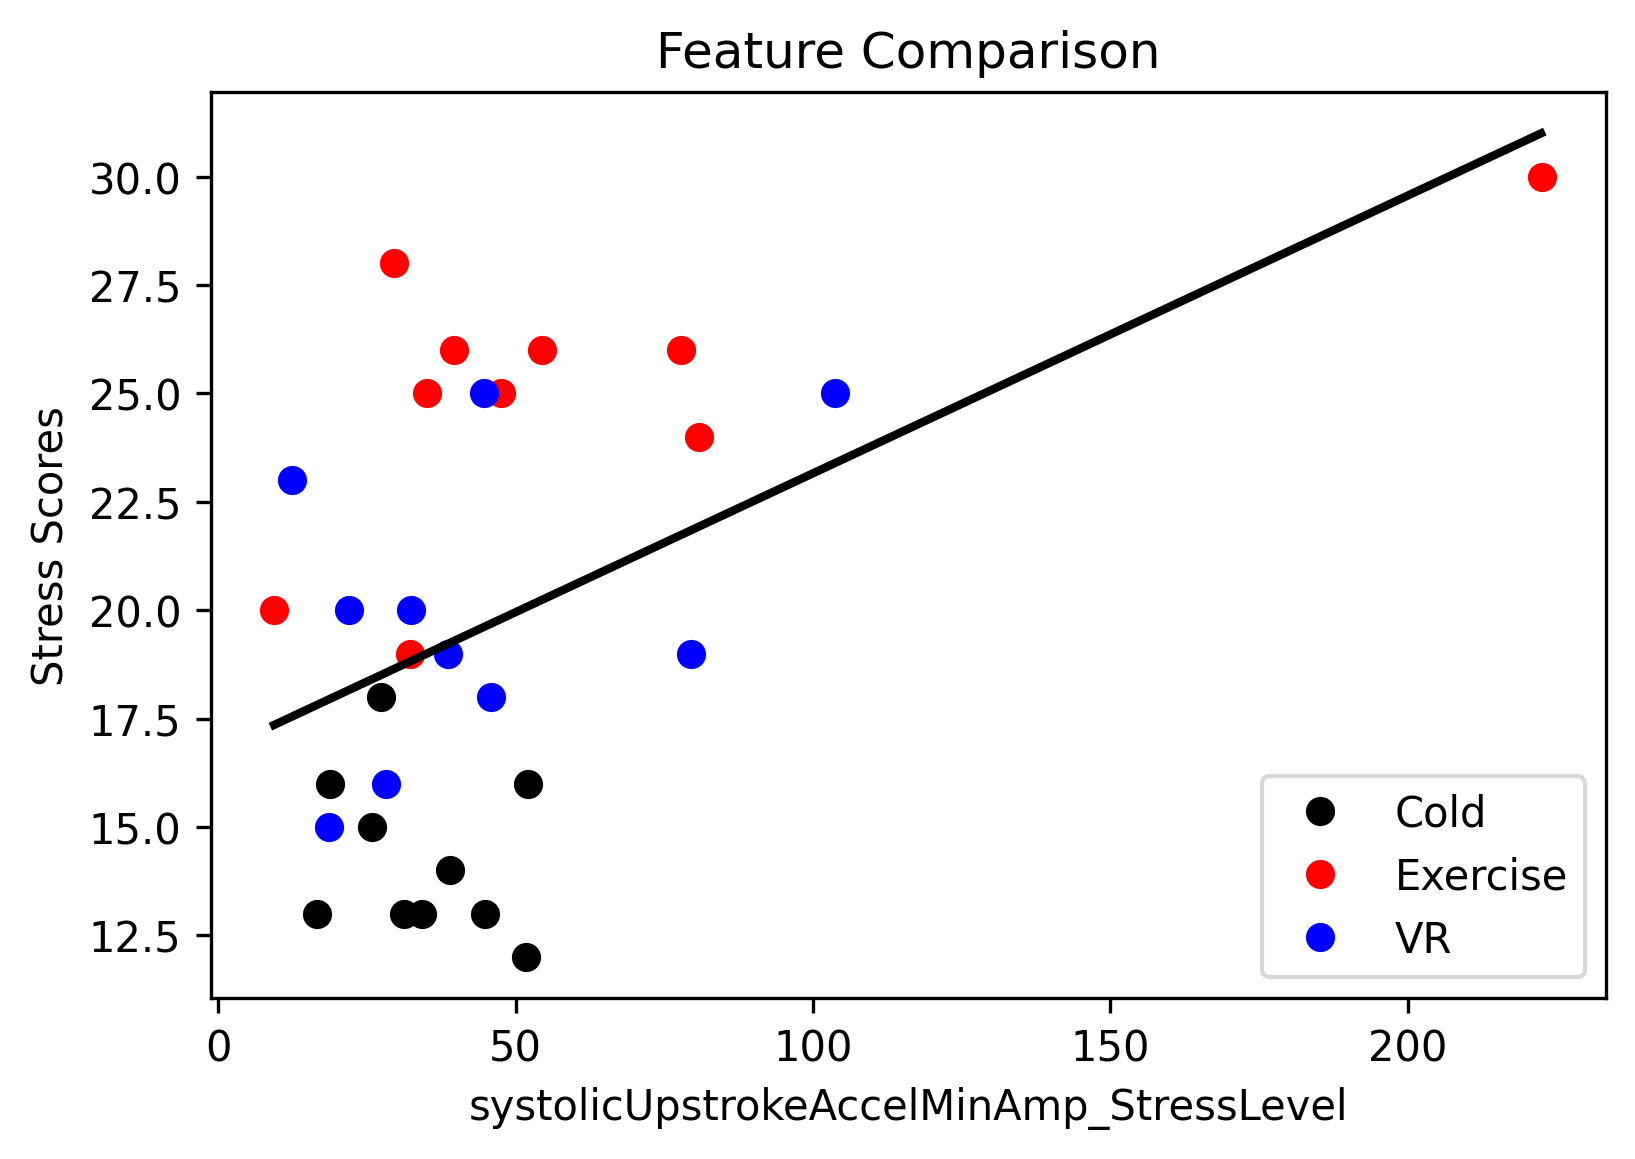 Feature Comparison
30.0
27.5
25.0
22.5
20.0
17.5
15.0
12.5
Stress Scores
Cold
Exercise
VR
0 50 100 150 200
systolicUpstrokeAccelMinAmp_StressLevel